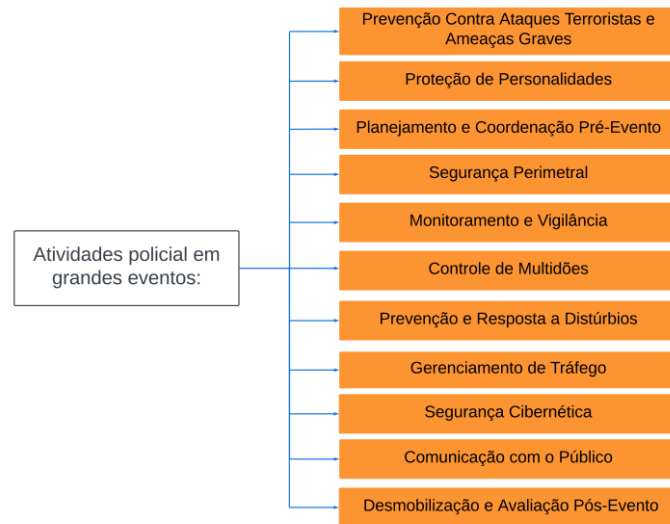 Atividades policial em
grandes eventos:
Prevenção Contra Ataques Terroristas e
Ameaças Graves
Proteção de Personalidades
Planejamento e Coordenação Pré-Evento
Segurança Perimetral
Monitoramento e Vigilância
Controle de Multidões
Prevenção e Resposta a Distúrbios
Gerenciamento de Tráfego
Segurança Cibernética
Comunicação com o Público
Desmobilização e Avaliação Pós-Evento